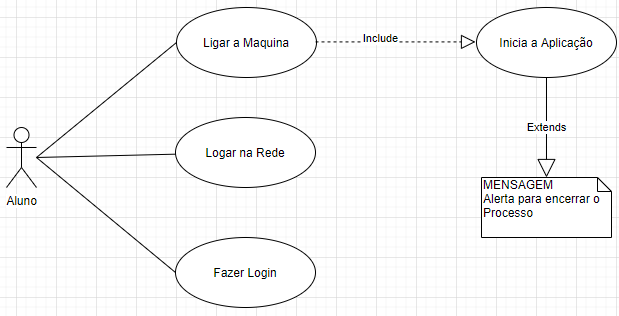 Ligar a Maquina
Include
Inicia a Aplicação
Extends
Logar na Rede
Aluno
MENSAGEM
Alerta para encerrar o
Processo
Fazer Login